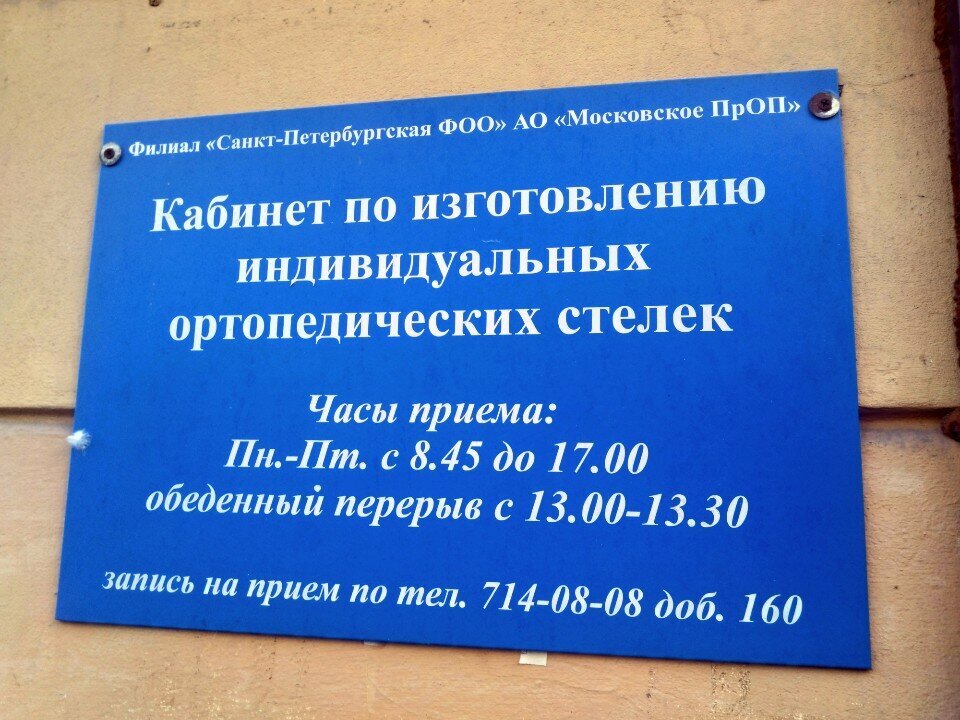 Филиал «Санкт-Петербургская ФОО» АО «Московское ПрОП»
Кабинет по изготовлению
индивидуальных
ортопедических стелек
Часы приема:
Пн.-Пт. с 8.45 до 17.00
обеденный перерыв с 13.00-13.30
запись на прием по тел. 714-08-08 доб. 160